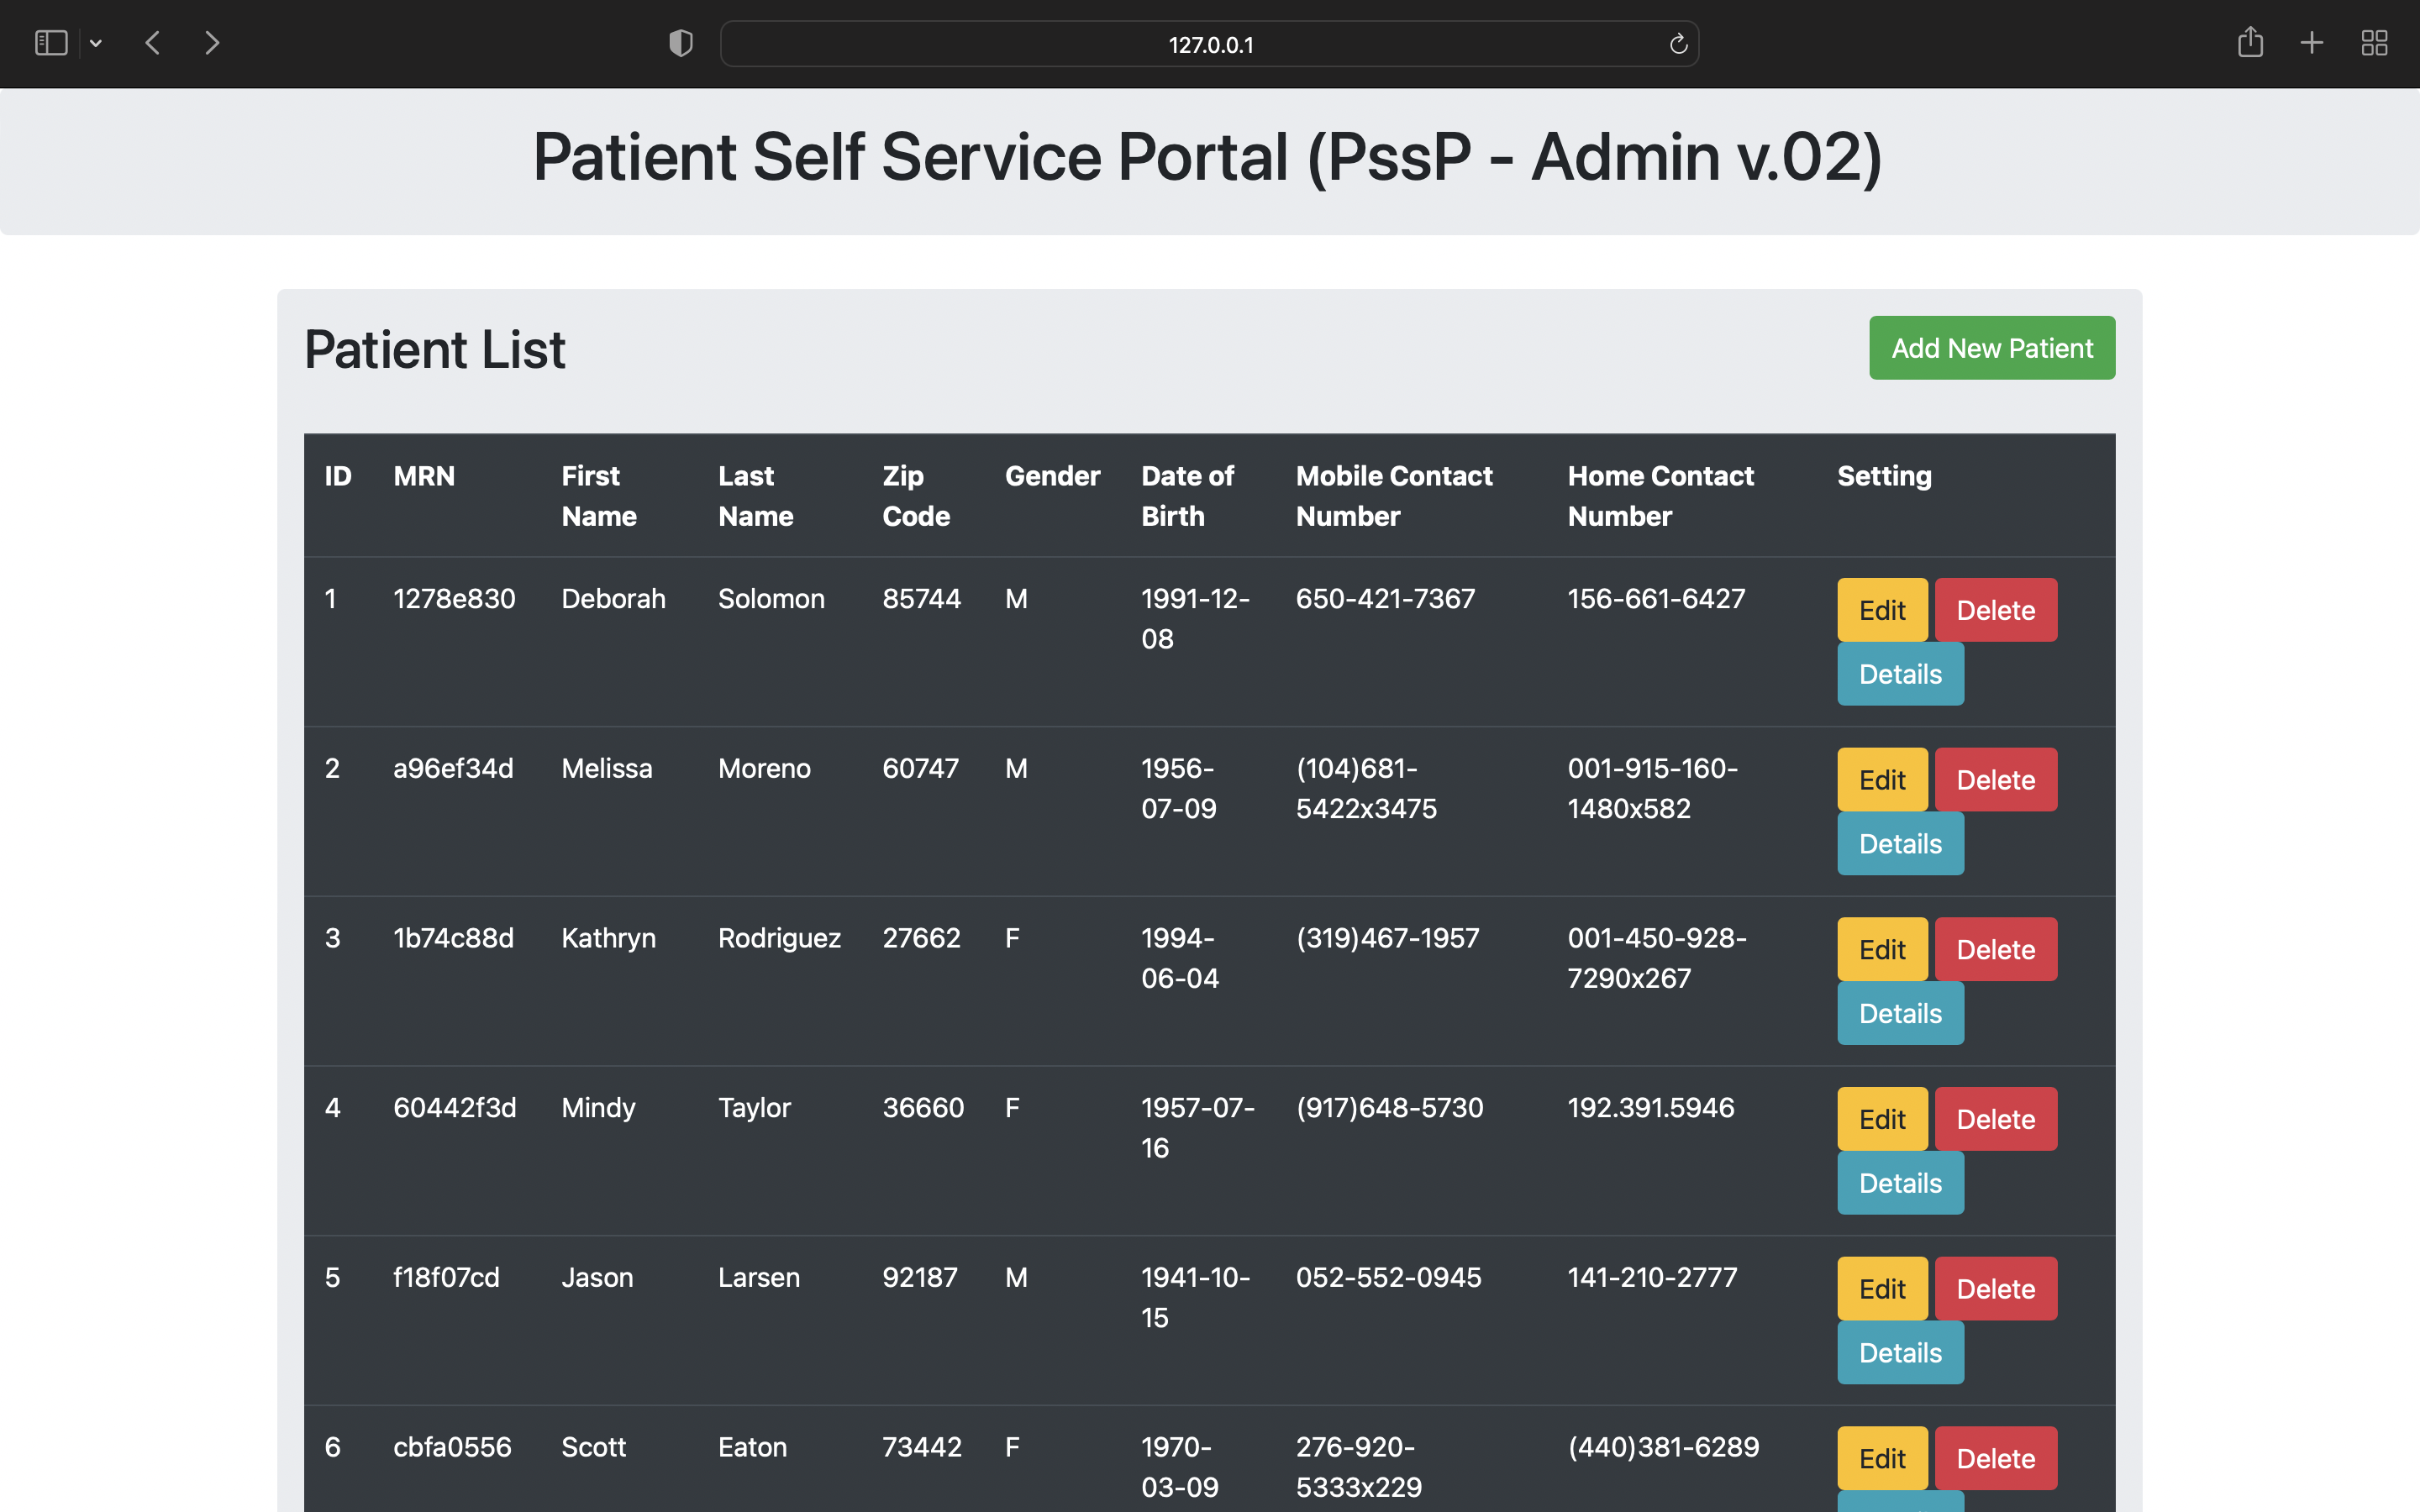 127.0.0.1
Patient Self Service Portal (PssP - Admin v.02)
Patient List
Add New Patient
ID MRN First Name Last Name Zip Code Gender Date of Birth Mobile Contact Number Home Contact Number Setting
1 1278e830 Deborah Solomon 85744 M 1991-12-08 650-421-7367 156-661-6427 Edit Delete
Details
2 a96ef34d Melissa Moreno 60747 M 1956-07-09 (104)681-5422x3475 001-915-160-1480x582 Edit Delete
Details
3 1b74c88d Kathryn Rodriguez 27662 F 1994-06-04 (319)467-1957 001-450-928-7290x267 Edit Delete
Details
4 60442f3d Mindy Taylor 36660 F 1957-07-16 (917)648-5730 192.391.5946 Edit Delete
Details
5 f18f07cd Jason Larsen 92187 M 1941-10-15 052-552-0945 141-210-2777 Edit Delete
Details
6 cbfa0556 Scott Eaton 73442 F 1970-03-09 276-920-5333x229 (440)381-6289 Edit Delete